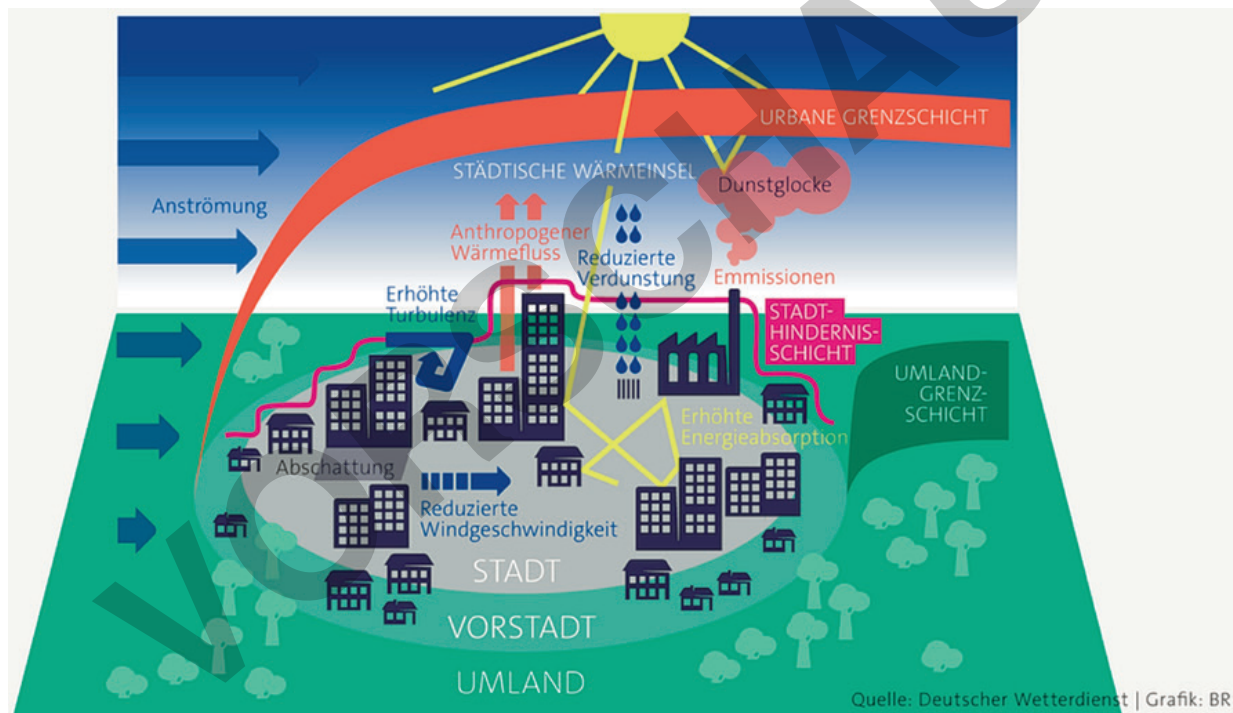 URBANE GRENZSCHICHT
STÄDTISCHE WÄRMEINSEL
Dunstglocke
Anströmung
Anthropogener
Wärmefluss
Reduzierte
Verdunstung
Emmissionen
Erhöhte
Turbulenz
STADT-
HINDERNIS-
SCHICHT
UMLAND-
GRENZ-
SCHICHT
Erhöhte
Energieabsorption
Abschattung
Reduzierte
Windgeschwindigkeit
STADT
VORSTADT
UMLAND
Quelle: Deutscher Wetterdienst | Grafik: BR
VORSCHAU